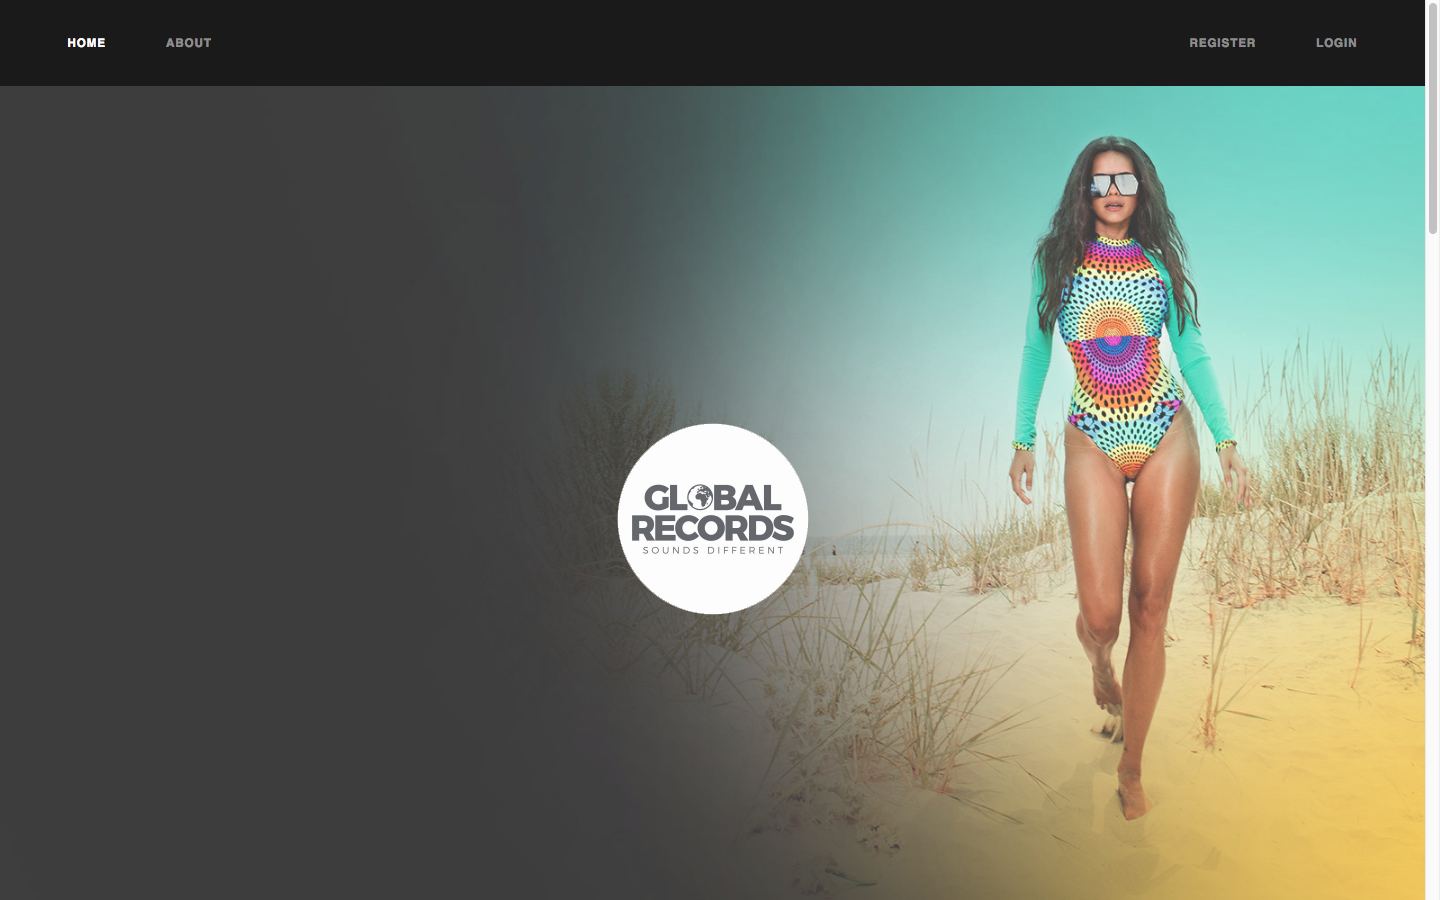 HOME
ABOUT
REGISTER
LOGIN
GLOBAL
RECORDS
SOUNDS DIFFERENT